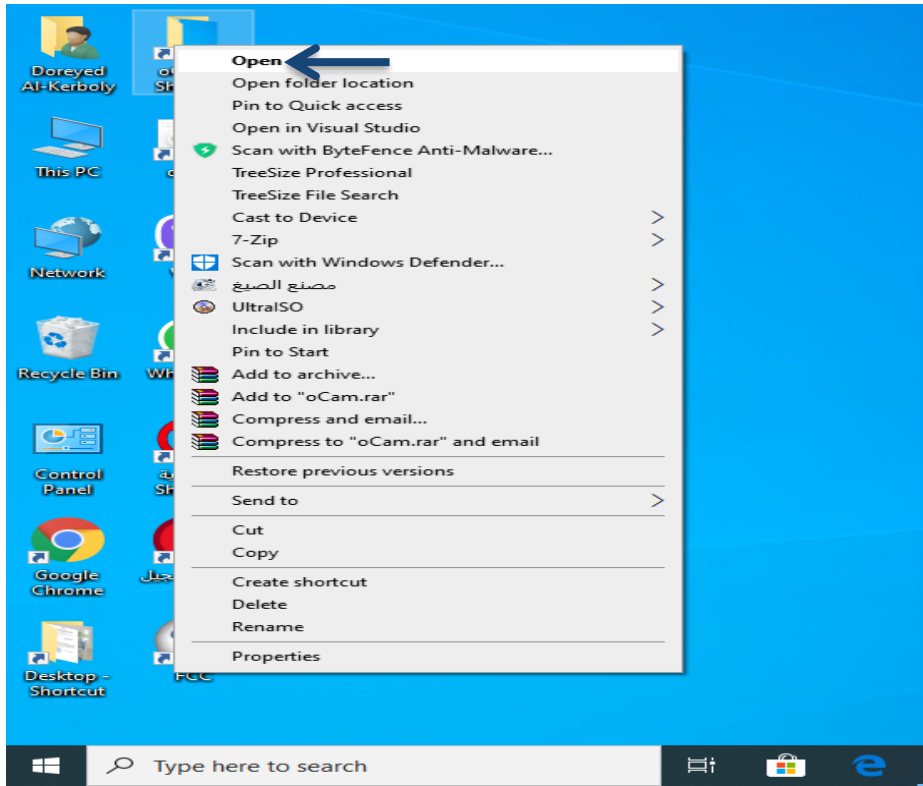 Doreyed
Al-Kerboly
This PC
Network
Recycle Bin
Control
Panel
Google
Chrome
Desktop -
Shortcut
FCC
Open
Open folder location
Pin to Quick access
Open in Visual Studio
Scan with ByteFence Anti-Malware...
TreeSize Professional
TreeSize File Search
Cast to Device
7-Zip
Scan with Windows Defender...
مصنع الصيغ
UltraISO
Include in library
Pin to Start
Add to archive...
Add to "oCam.rar"
Compress and email...
Compress to "oCam.rar" and email
Restore previous versions
Send to
Cut
Copy
Create shortcut
Delete
Rename
Properties
Type here to search